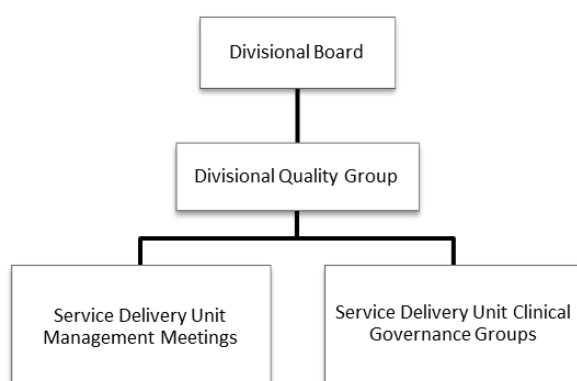 Divisional Board
Divisional Quality Group
Service Delivery Unit
Management Meetings
Service Delivery Unit Clinical
Governance Groups